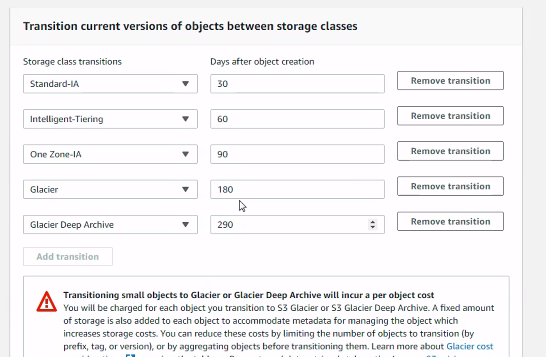 Transition current versions of objects between storage classes
Storage class transitions Days after object creation
Standard-IA 30 Remove transition
Intelligent-Tiering 60 Remove transition
One Zone-IA 90 Remove transition
Glacier 180 Remove transition
Glacier Deep Archive 290 Remove transition
Add transition
Transitioning small objects to Glacier or Glacier Deep Archive will incur a per object cost
You will be charged for each object you transition to S3 Glacier or S3 Glacier Deep Archive. A fixed amount
of storage is also added to each object to accommodate metadata for managing the object which
increases storage costs. You can reduce these costs by limiting the number of objects to transition (by
prefix, tag, or version), or by aggregating objects before transitioning them. Learn more about Glacier cost